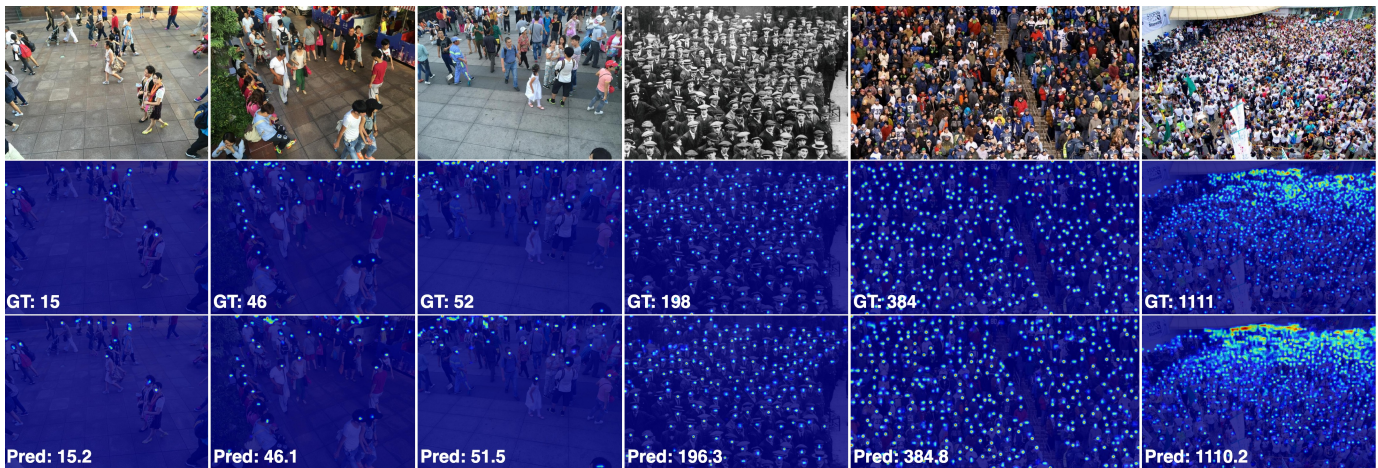 GT: 15
GT: 46
GT: 52
GT: 198
GT: 384
GT: 1111
Pred: 15.2
Pred: 46.1
Pred: 51.5
Pred: 196.3
Pred: 384.8
Pred: 1110.2